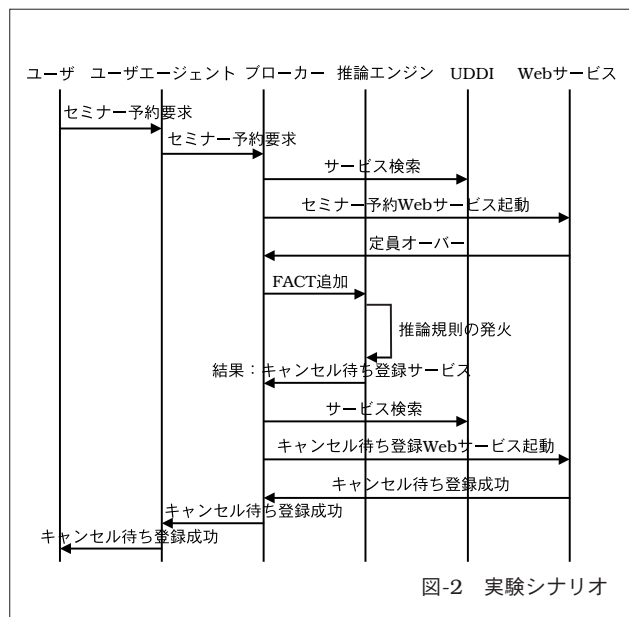 ユーザ ユーザエージェント ブローカー 推論エンジン UDDI Webサービス
セミナー予約要求
セミナー予約要求
サービス検索
セミナー予約Webサービス起動
定員オーバー
FACT追加
推論規則の発火
結果：キャンセル待ち登録サービス
サービス検索
キャンセル待ち登録Webサービス起動
キャンセル待ち登録成功
キャンセル待ち登録成功
キャンセル待ち登録成功
図-2 実験シナリオ